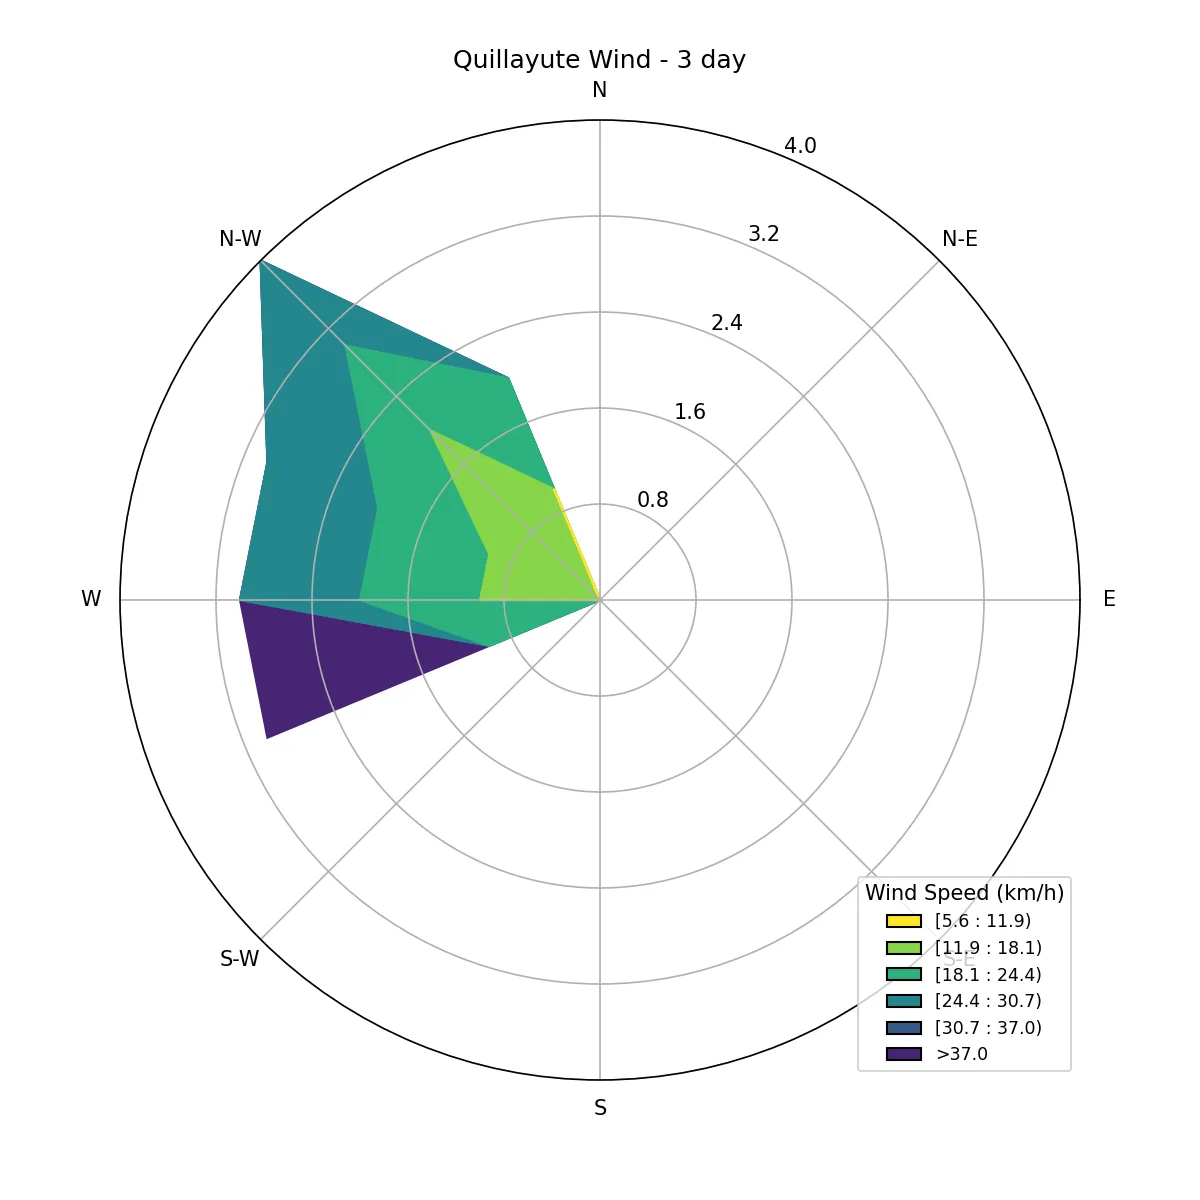 Quillayute Wind - 3 day
N
4.0
N-W
N-E
3.2
2.4
1.6
0.8
W
E
Wind Speed (km/h)
[5.6 : 11.9)
[11.9 : 18.1)
S-W
S-E
[18.1 : 24.4)
[24.4 : 30.7)
[30.7 : 37.0)
>37.0
S